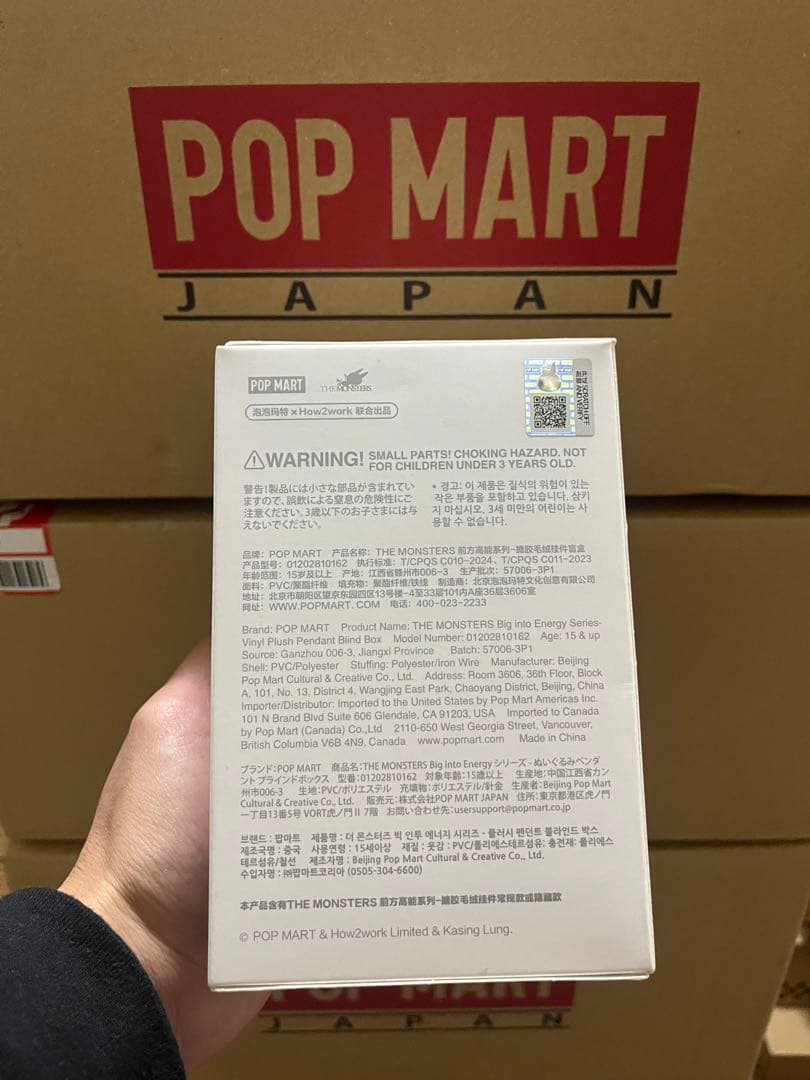 POP MART
JAPAN
POP MART
THE MONSTERS
泡泡玛特×How2work 联合出品
SCRATCH OFF
AND VERIFY
WARNING! SMALL PARTS! CHOKING HAZARD. NOT
FOR CHILDREN UNDER 3 YEARS OLD.
警告!製品には小さな部品が含まれてい
ますので、誤飲による窒息の危険性にご
注意ください。3歳以下のお子さまには与
えないでください。
• 경고: 이 제품은 질식의 위험이 있는
작은 부품을 포함하고 있습니다. 삼키
지 마십시오. 3세 미만의 어린이는 사
용할 수 없습니다.
品牌: POP MART 产品名称: THE MONSTERS 前方高能系列-搪胶毛绒挂件盲盒
产品型号: 01202810162 执行标准: T/CPQS C010-2024、T/CPQS C011-2023
年龄范围: 15岁及以上 产地: 江西省赣州市006-3 生产批次: 57006-3P1
面料: PVC/聚酯纤维 填充物: 聚酯纤维/铁线 制造商: 北京泡泡玛特文化创意有限公司
地址: 北京市朝阳区望京东园四区13号楼-4至33层101内A座36层3606室
网址: WWW.POPMART.COM 电话: 400-023-2233
Brand: POP MART Product Name: THE MONSTERS Big into Energy Series-
Vinyl Plush Pendant Blind Box Model Number: 01202810162 Age: 15 & up
Source: Ganzhou 006-3, Jiangxi Province Batch: 57006-3P1
Shell: PVC/Polyester Stuffing: Polyester/Iron Wire Manufacturer: Beijing
Pop Mart Cultural & Creative Co., Ltd. Address: Room 3606, 36th Floor, Block
A, 101, No. 13, District 4, Wangjing East Park, Chaoyang District, Beijing, China
Importer/Distributor: Imported to the United States by Pop Mart Americas Inc.
101 N Brand Blvd Suite 606 Glendale, CA 91203, USA Imported to Canada
by Pop Mart (Canada) Co.,Ltd 2110-650 West Georgia Street, Vancouver,
British Columbia V6B 4N9, Canada www.popmart.com Made in China
ブランド:POP MART 商品名:THE MONSTERS Big into Energy シリーズ - ぬいぐるみペンダ
ント ブラインドボックス 型番:01202810162 対象年齢:15歳以上 生産地:中国江西省カン
州市006-3 生地:PVC/ポリエステル 充填物:ポリエステル/針金 生産者:Beijing Pop Mart
Cultural & Creative Co., Ltd. 販売元:株式会社POP MART JAPAN 住所:東京都港区虎ノ門
一丁目13番5号 VORT虎ノ門Ⅱ 7階 お問い合わせ先:usersupport@popmart.co.jp
브랜드 : 팝마트 제품명 : 더 몬스터즈 빅 인투 에너지 시리즈 - 플러시 펜던트 블라인드 박스
제조국명 : 중국 사용연령 : 15세이상 재질 : 겉감 : PVC/폴리에스테르섬유; 충전재: 폴리에스
테르섬유/철선 제조자명 : Beijing Pop Mart Cultural & Creative Co., Ltd.
수입자명 : ㈜팝마트코리아 (0505-304-6600)
本产品含有THE MONSTERS 前方高能系列-搪胶毛绒挂件常规款或隐藏款
© POP MART & How2work Limited & Kasing Lung.
POP MART
JAPAN